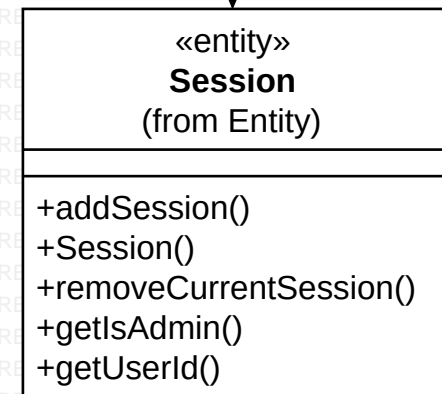 «entity»
Session
(from Entity)
+addSession()
+Session()
+removeCurrentSession()
+getIsAdmin()
+getUserId()